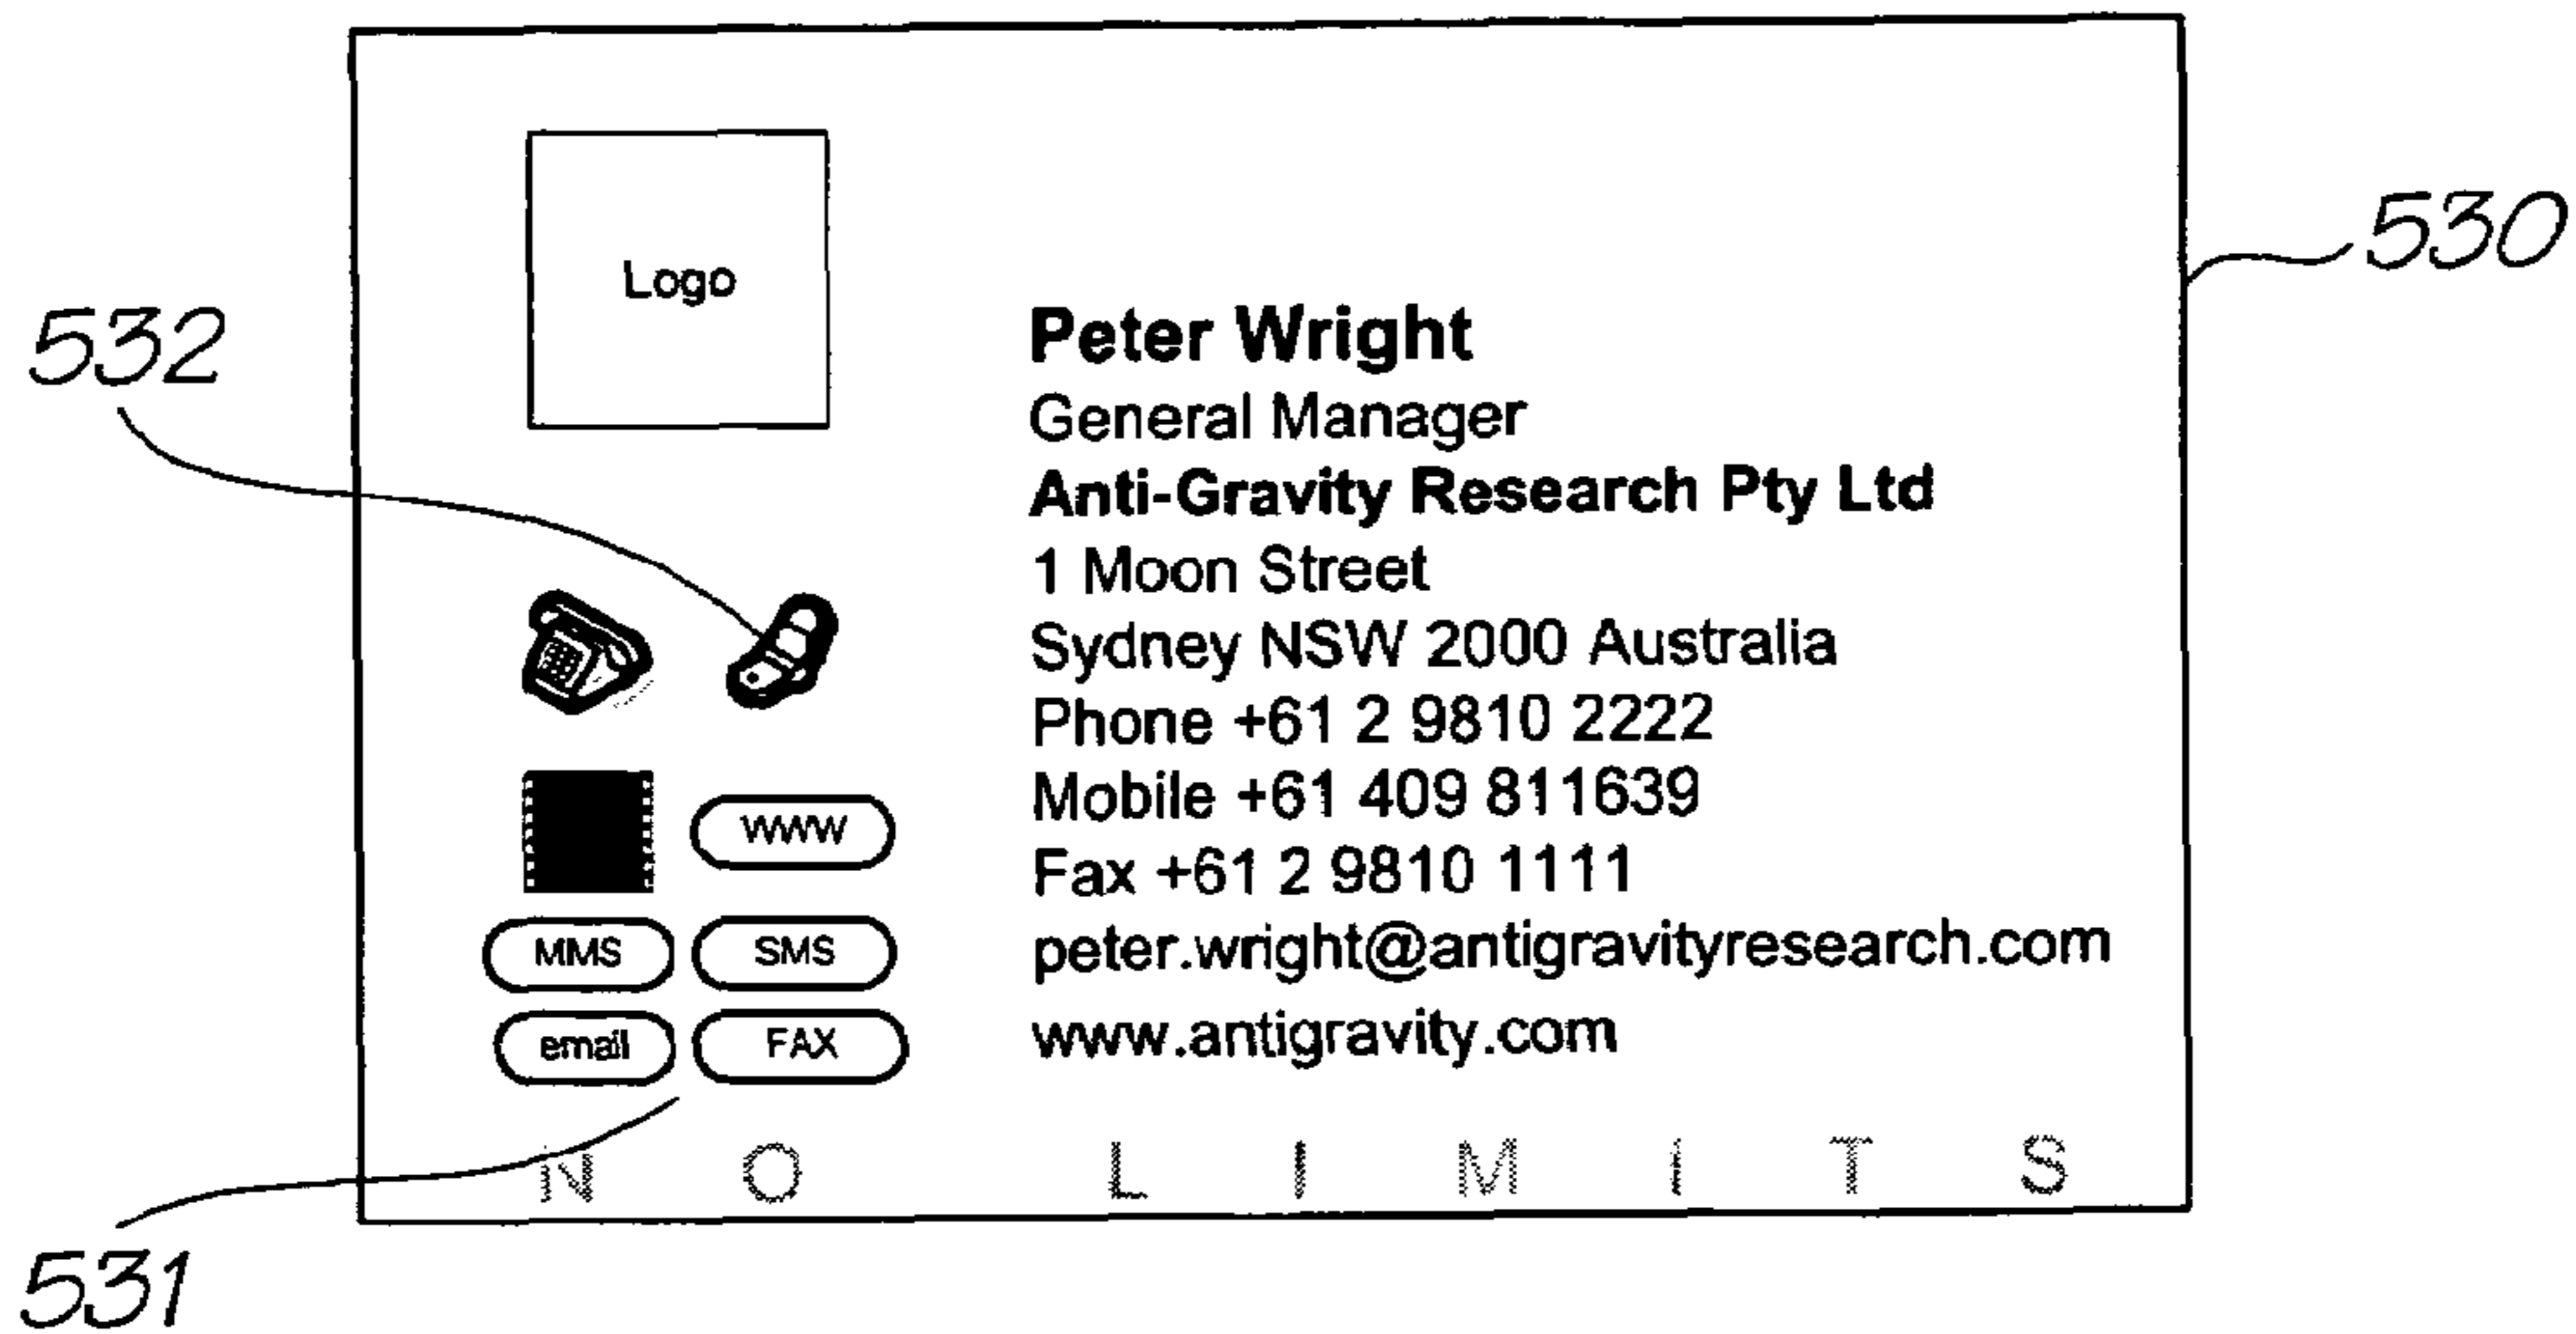 530
Logo
532
Peter Wright
General Manager
Anti-Gravity Research Pty Ltd
1 Moon Street
Sydney NSW 2000 Australia
Phone +61 2 9810 2222
Mobile +61 409 811639
Fax +61 2 9810 1111
peter.wright@antigravityresearch.com
www.antigravity.com
WWW
MMS SMS
email FAX
NO LIMITS
531